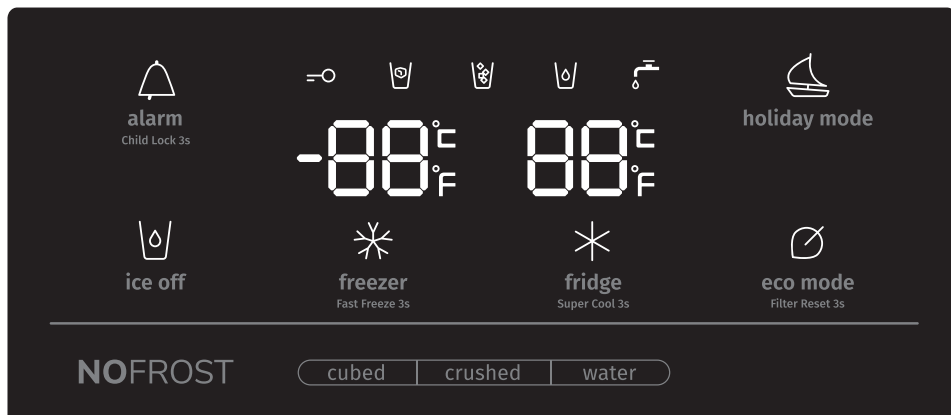 alarm
Child Lock 3s
-88°C °F
88°C °F
holiday mode
ice off
freezer
Fast Freeze 3s
fridge
Super Cool 3s
eco mode
Filter Reset 3s
NOFROST
cubed
crushed
water